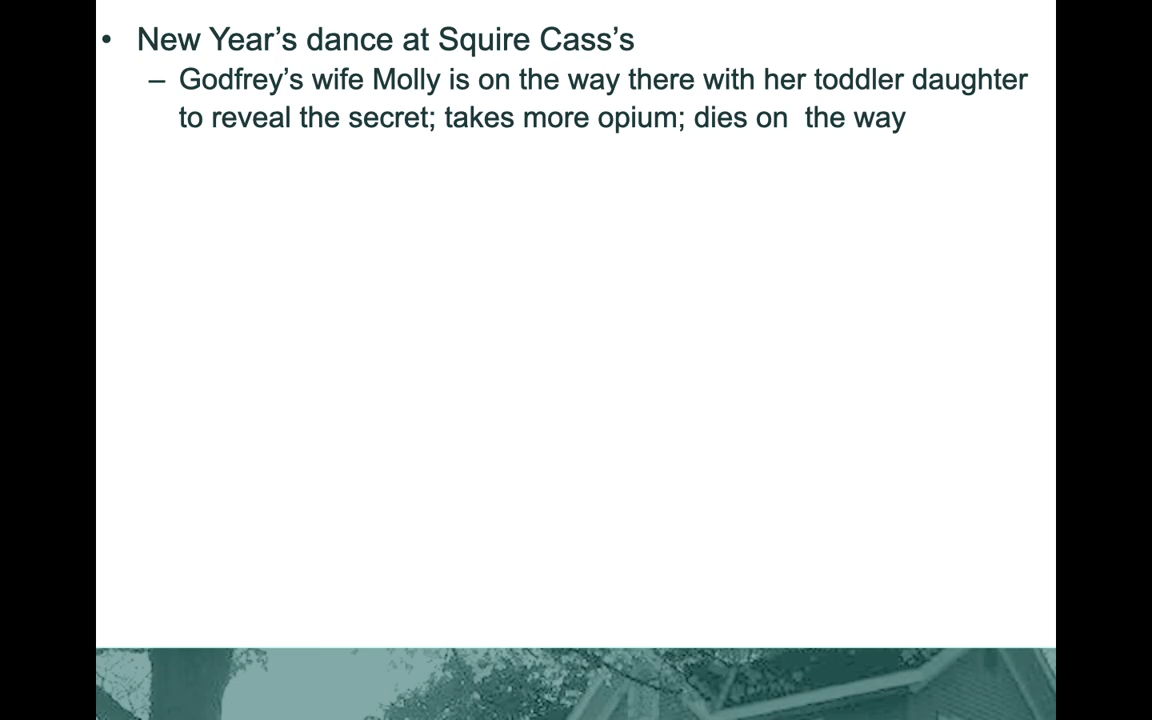 • New Year’s dance at Squire Cass’s
– Godfrey’s wife Molly is on the way there with her toddler daughter
to reveal the secret; takes more opium; dies on  the way